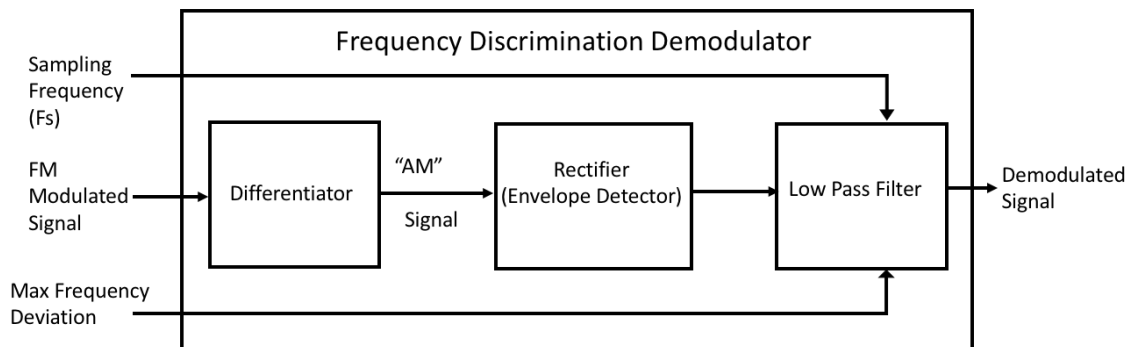 Frequency Discrimination Demodulator
Sampling
Frequency
(Fs)
FM
Modulated
Signal
Max Frequency
Deviation
Differentiator
“AM”
Signal
Rectifier
(Envelope Detector)
Low Pass Filter
Demodulated
Signal